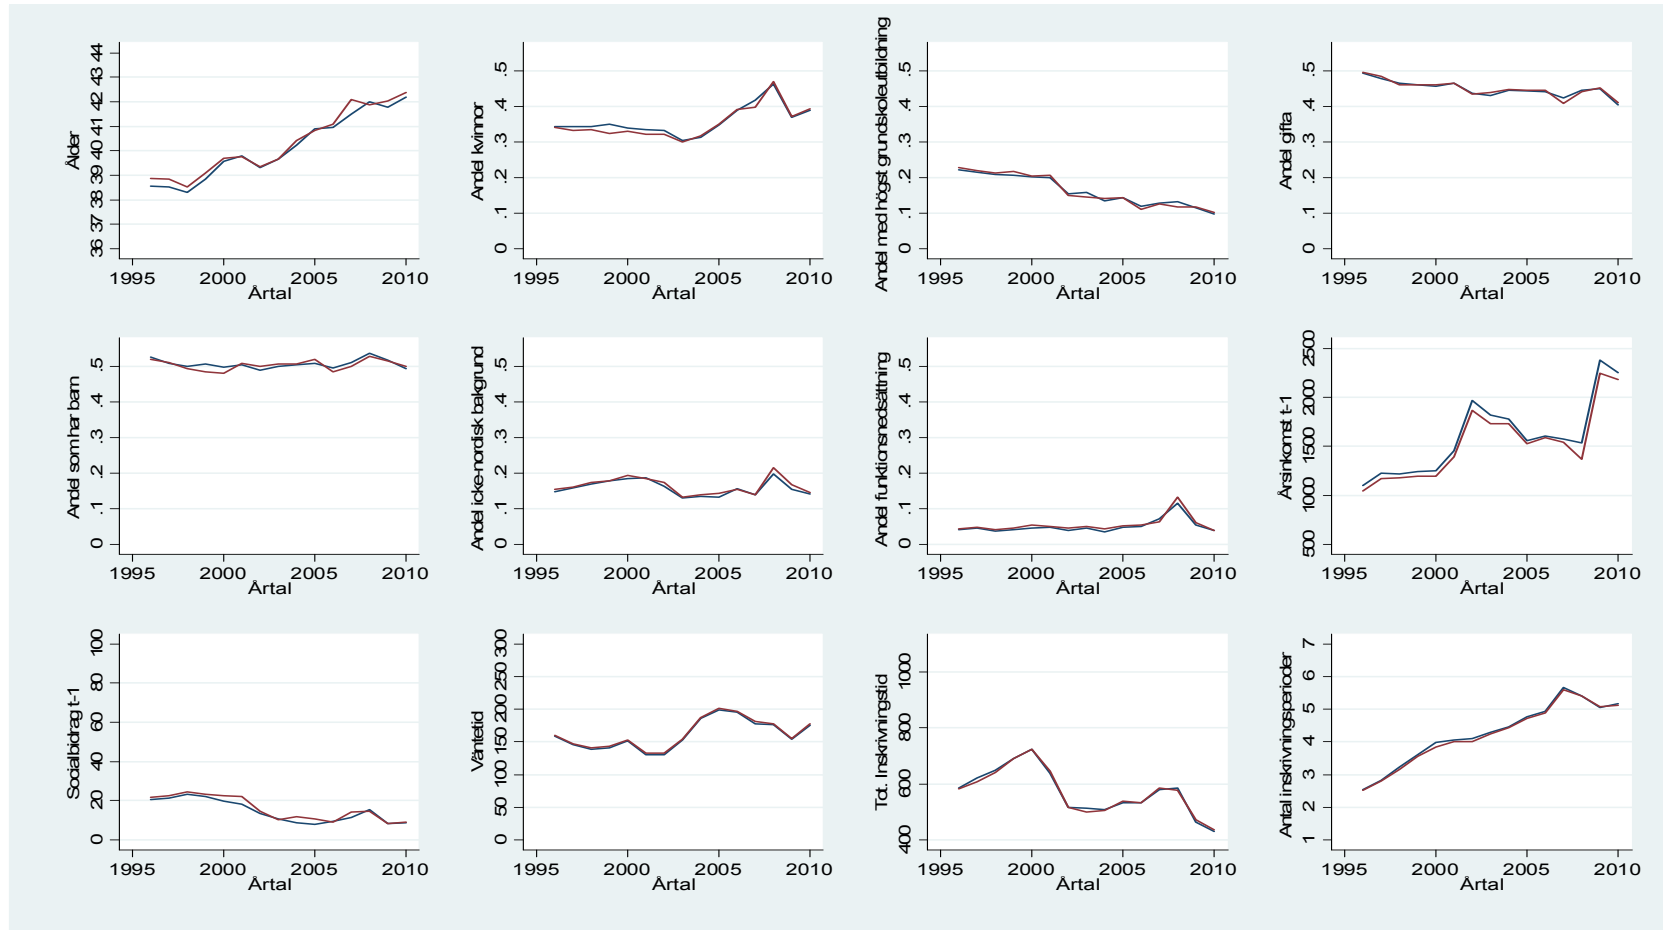 Ålder
36 37 38 39 40 41 42 43 44
1995 2000 2005 2010
Årtal
Andel kvinnor
0 .1 .2 .3 .4 .5
1995 2000 2005 2010
Årtal
Andel med högst grundskoleutbildning
0 .1 .2 .3 .4 .5
1995 2000 2005 2010
Årtal
Andel gifta
0 .1 .2 .3 .4 .5
1995 2000 2005 2010
Årtal
Andel som har barn
0 .1 .2 .3 .4 .5
1995 2000 2005 2010
Årtal
Andel icke-nordisk bakgrund
0 .1 .2 .3 .4 .5
1995 2000 2005 2010
Årtal
Andel funktionsnedsättning
0 .1 .2 .3 .4 .5
1995 2000 2005 2010
Årtal
Årsinkomst t-1
500 1000 1500 2000 2500
1995 2000 2005 2010
Årtal
Socialbidrag t-1
0 20 40 60 80 100
1995 2000 2005 2010
Årtal
Väntetid
0 50 100 150 200 250 300
1995 2000 2005 2010
Årtal
Tot. Inskrivningstid
400 600 800 1000
1995 2000 2005 2010
Årtal
Antal inskrivningsperioder
1 2 3 4 5 6 7
1995 2000 2005 2010
Årtal